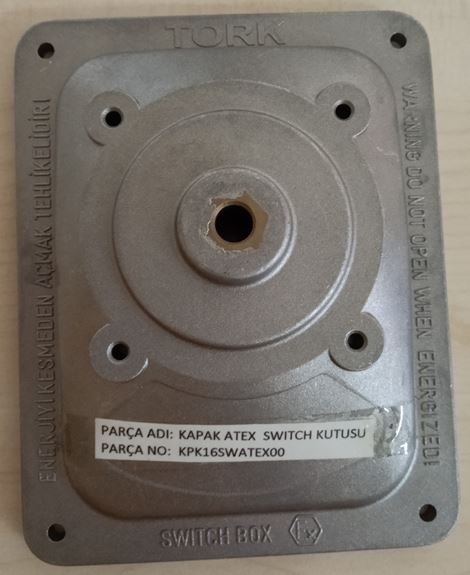 TORK
ENERJİYİ KESMEDEN AÇMAK TEHLİKELİDİR!
WARNING DO NOT OPEN WHEN ENERGIZED!
PARÇA ADI: KAPAK ATEX SWITCH KUTUSU
PARÇA NO: KPK16SWATEX00
SWITCH BOX Ex